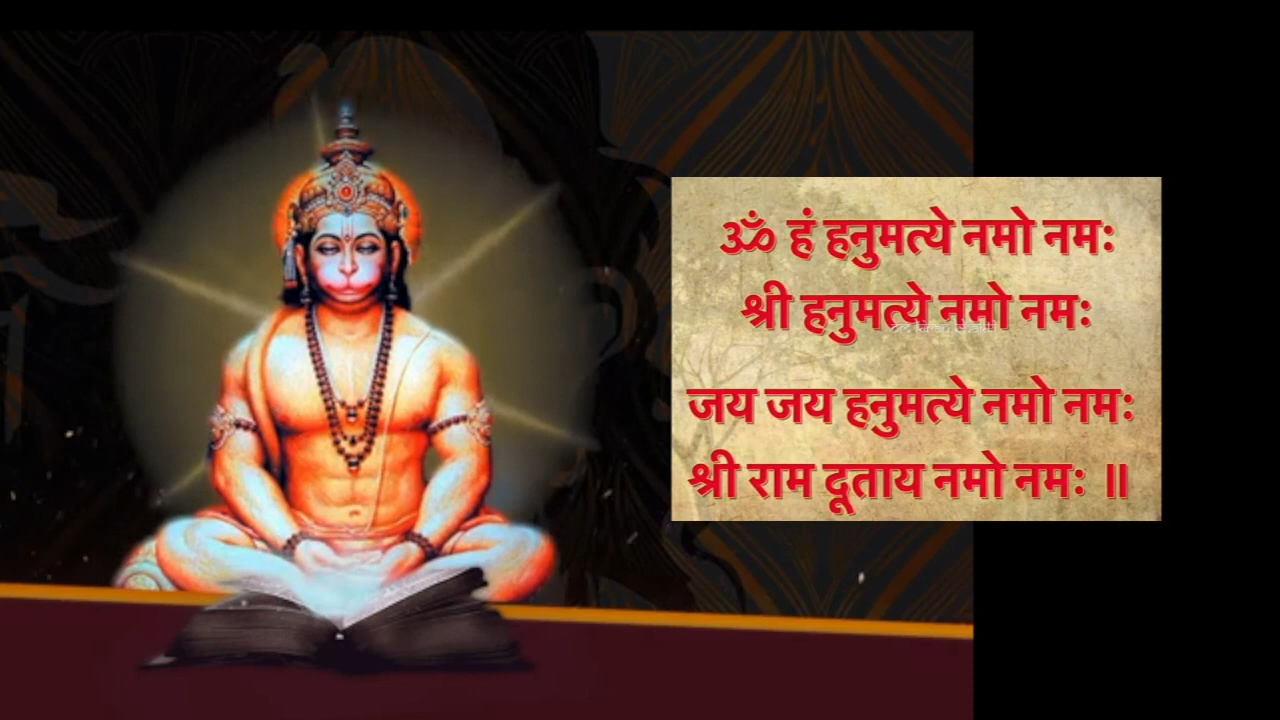 ॐ हं हनुमत्ये नमो नमः
श्री हनुमत्ये नमो नमः
जय जय हनुमत्ये नमो नमः
श्री राम दूताय नमो नमः ॥